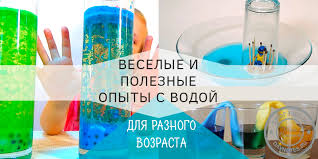 ВЕСЕЛЫЕ И
ПОЛЕЗНЫЕ
ОПЫТЫ С ВОДОЙ
ДЛЯ РАЗНОГО
ВОЗРАСТА